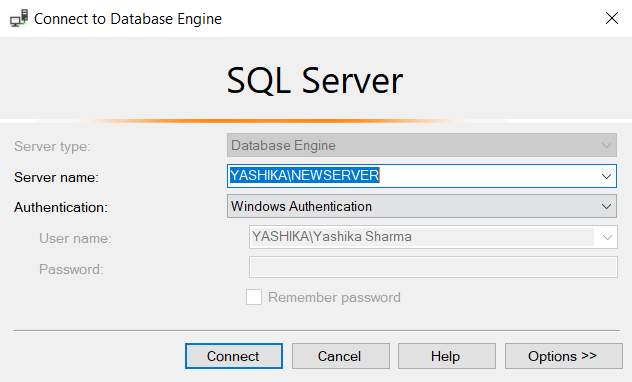 Connect to Database Engine
SQL Server
Server type: Database Engine
Server name: YASHIKA\NEWSERVER
Authentication: Windows Authentication
User name: YASHIKA\Yashika Sharma
Password:
Remember password
Connect Cancel Help Options >>